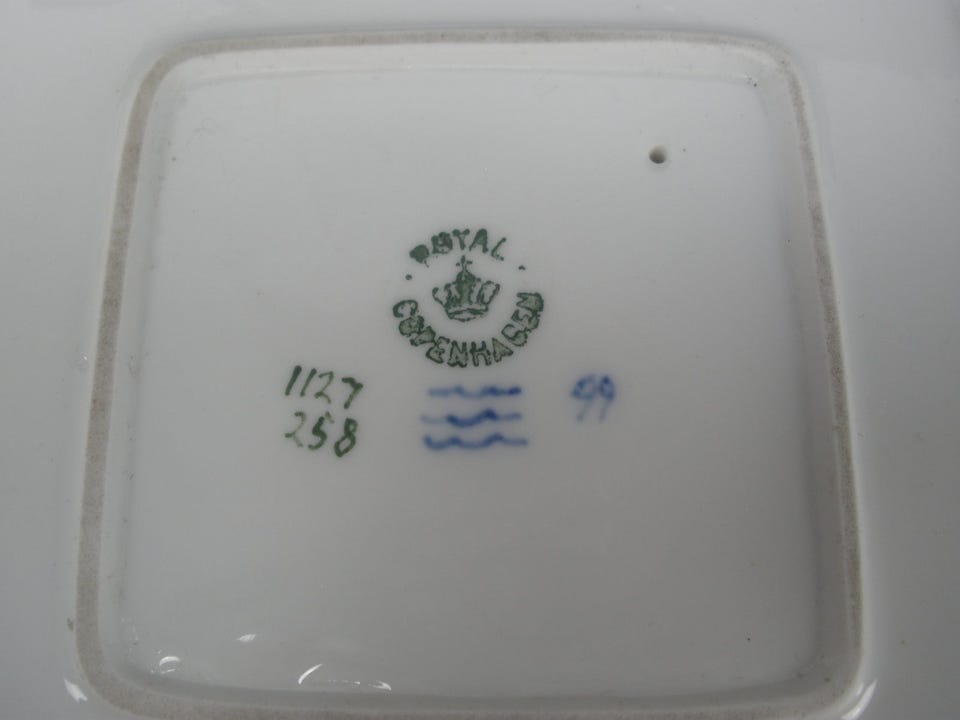 ROYAL
COPENHAGEN
1127
258
99